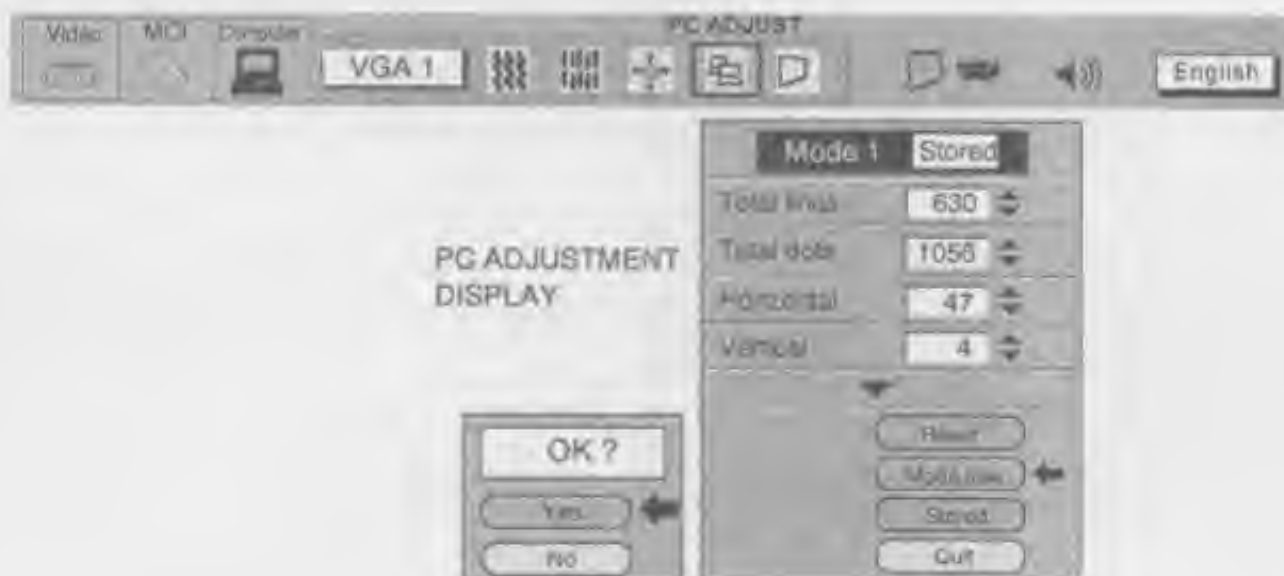 PC ADJUST
Video MCI Computer
VGA 1
English
Mode 1 Stored
Total lines 630
Total dots 1056
Horizontal 47
Vertical 4
PC ADJUSTMENT
DISPLAY
OK ?
Yes
No
Reset
Stored
Quit